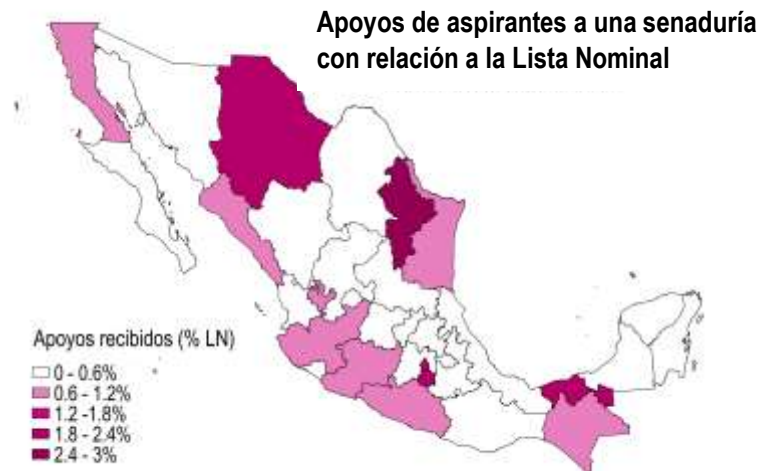 Apoyos de aspirantes a una senaduría
con relación a la Lista Nominal
Apoyos recibidos (% LN)
0 - 0.6%
0.6 - 1.2%
1.2 -1.8%
1.8 - 2.4%
2.4 - 3%